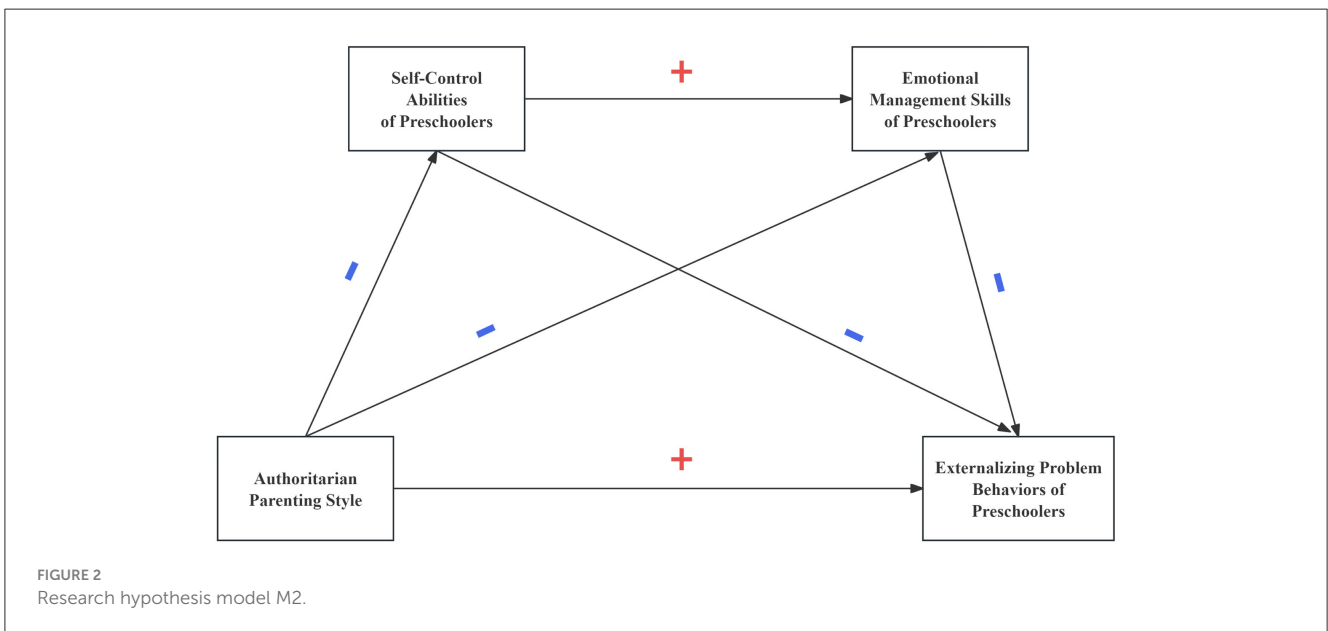 Self-Control
Abilities
of Preschoolers
+
Emotional
Management Skills
of Preschoolers
-
-
-
-
Authoritarian
Parenting Style
+
Externalizing Problem
Behaviors of
Preschoolers
FIGURE 2
Research hypothesis model M2.